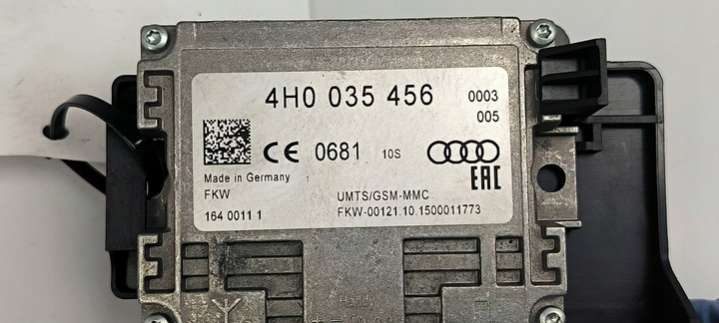 4H0 035 456 0003
005
CE 0681 10S
EAC
Made in Germany
FKW UMTS/GSM-MMC
164 0011 1 FKW-00121.10.1500011773
Handy